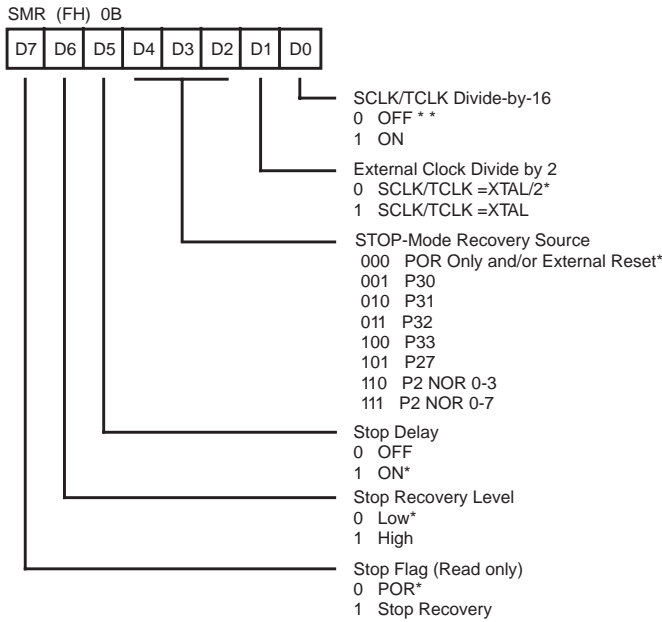 SMR (FH) 0B
D7 D6 D5 D4 D3 D2 D1 D0
SCLK/TCLK Divide-by-16
0 OFF * *
1 ON
External Clock Divide by 2
0 SCLK/TCLK =XTAL/2*
1 SCLK/TCLK =XTAL
STOP-Mode Recovery Source
000 POR Only and/or External Reset*
001 P30
010 P31
011 P32
100 P33
101 P27
110 P2 NOR 0-3
111 P2 NOR 0-7
Stop Delay
0 OFF
1 ON*
Stop Recovery Level
0 Low*
1 High
Stop Flag (Read only)
0 POR*
1 Stop Recovery